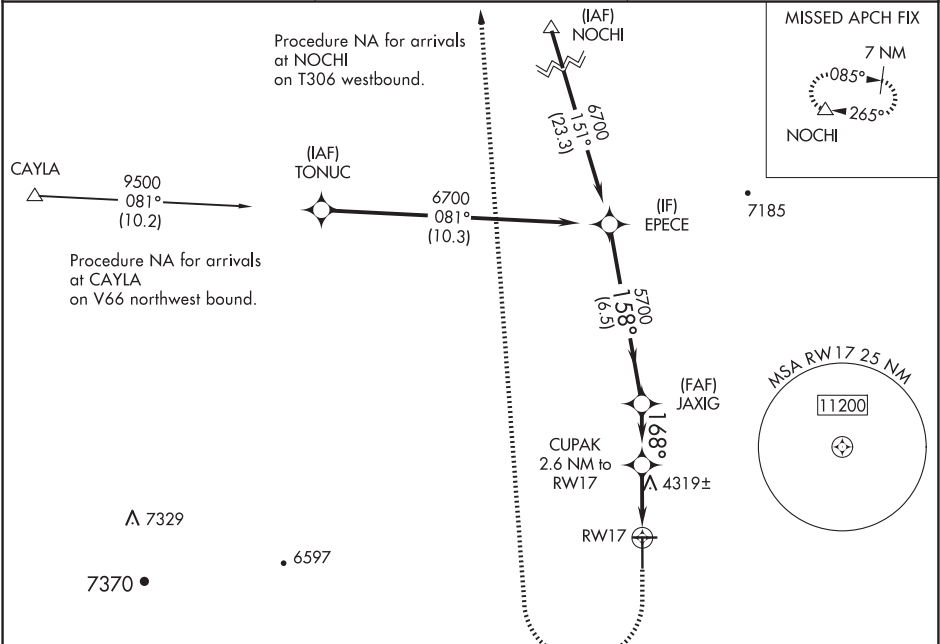 Procedure NA for arrivals
at NOCHI
on T306 westbound.
(IAF)
NOCHI
MISSED APCH FIX
7 NM
085°
265°
NOCHI
6700
151°
(23.3)
CAYLA
9500
081°
(10.2)
(IAF)
TONUC
6700
081°
(10.3)
(IF)
EPECE
7185
Procedure NA for arrivals
at CAYLA
on V66 northwest bound.
5700
158°
(6.5)
(FAF)
JAXIG
168°
MSA RW17 25 NM
11200
CUPAK
2.6 NM to
RW17
4319±
RW17
7329
6597
7370